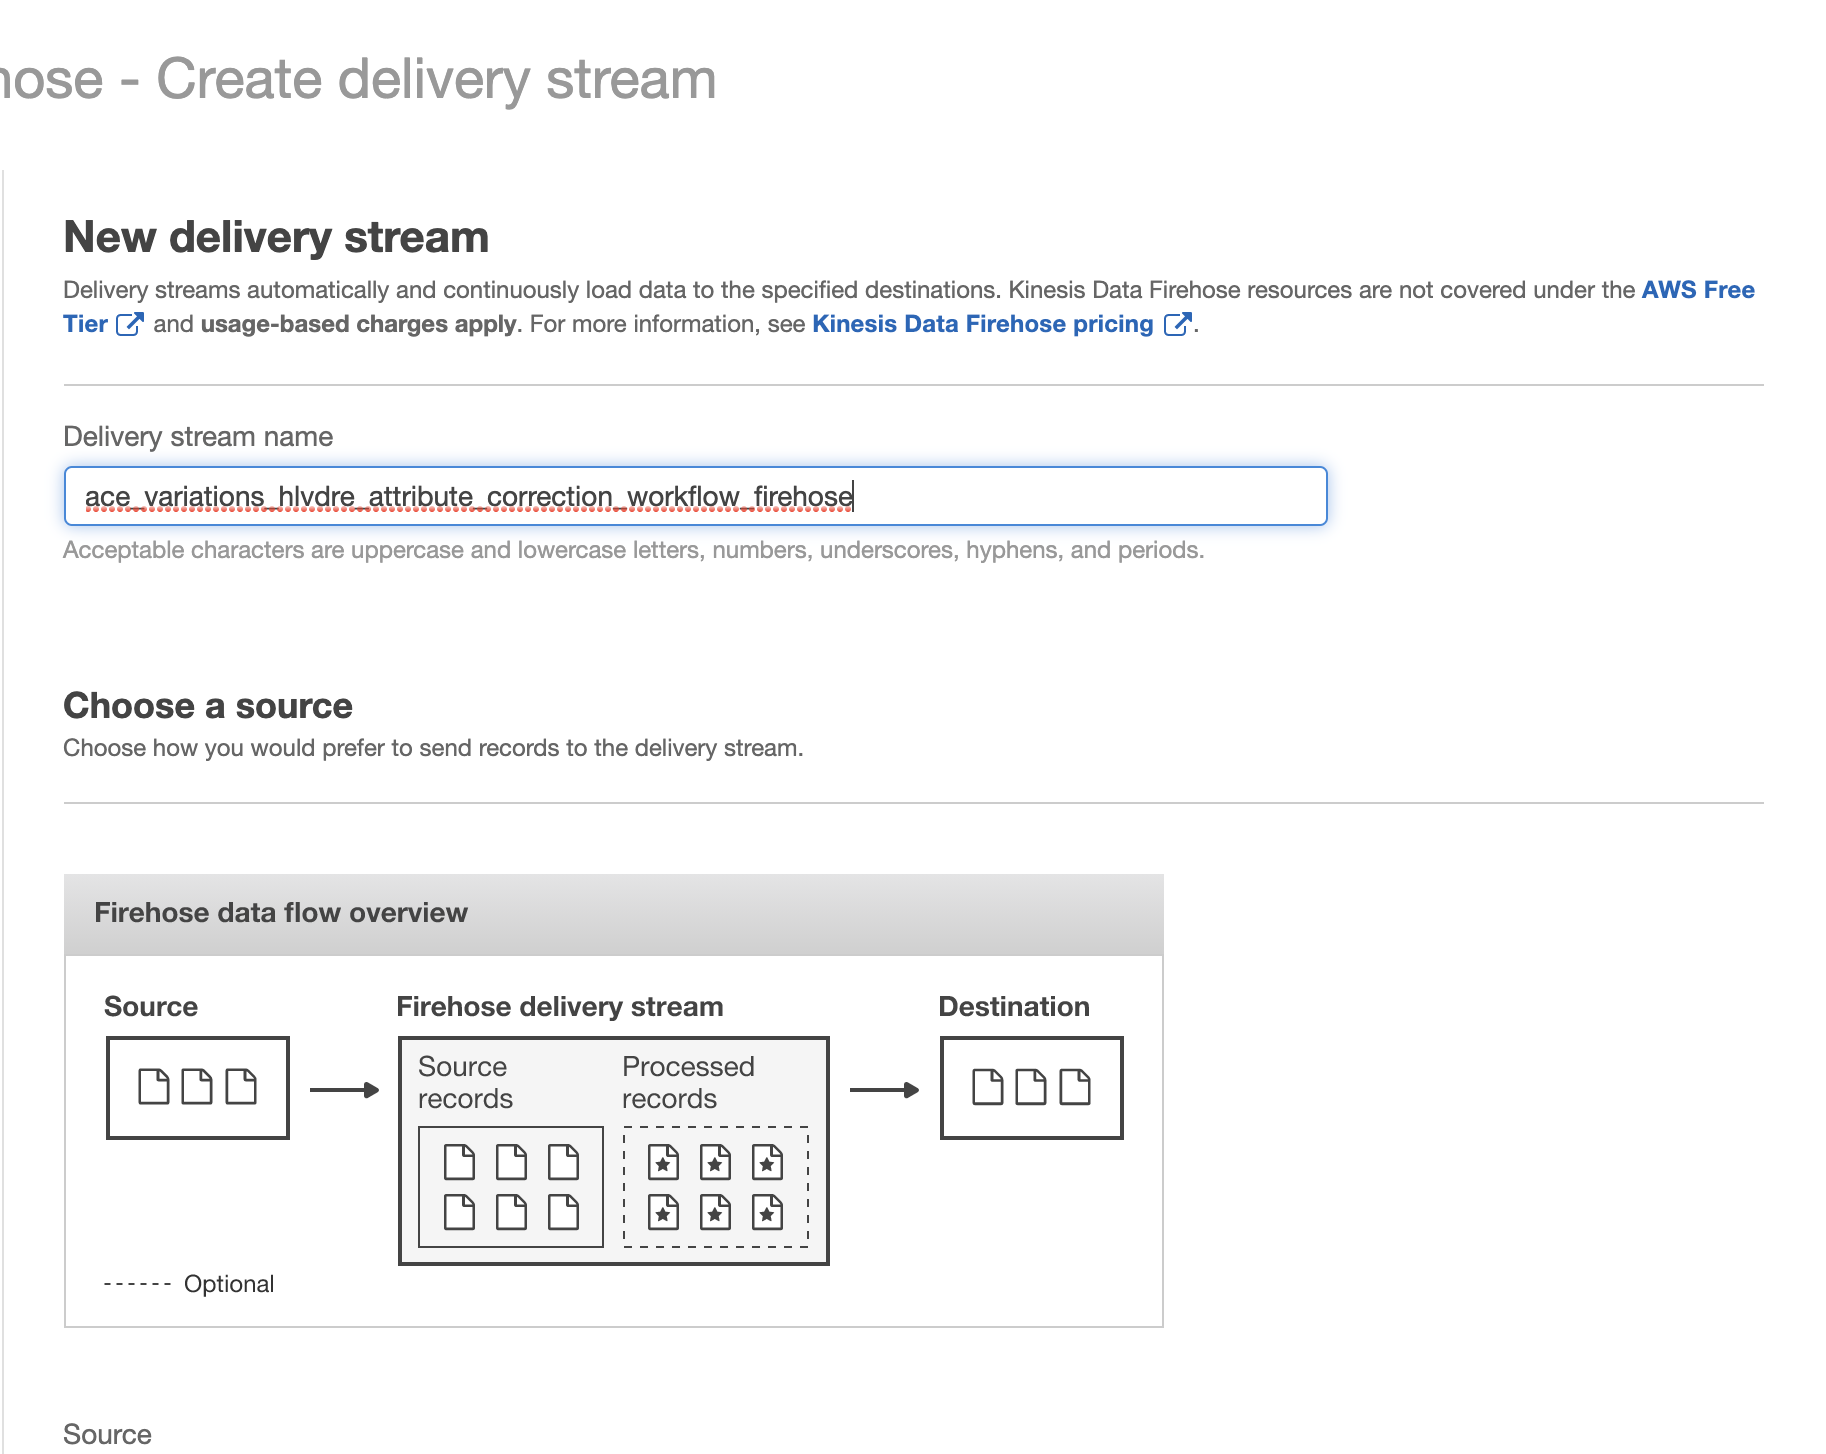 hose - Create delivery stream
New delivery stream
Delivery streams automatically and continuously load data to the specified destinations. Kinesis Data Firehose resources are not covered under the AWS Free
Tier and usage-based charges apply. For more information, see Kinesis Data Firehose pricing.
Delivery stream name
ace_variations_hlvdre_attribute_correction_workflow_firehose
Acceptable characters are uppercase and lowercase letters, numbers, underscores, hyphens, and periods.
Choose a source
Choose how you would prefer to send records to the delivery stream.
Firehose data flow overview
Source
Firehose delivery stream
Destination
Source
records
Processed
records
Optional
Source